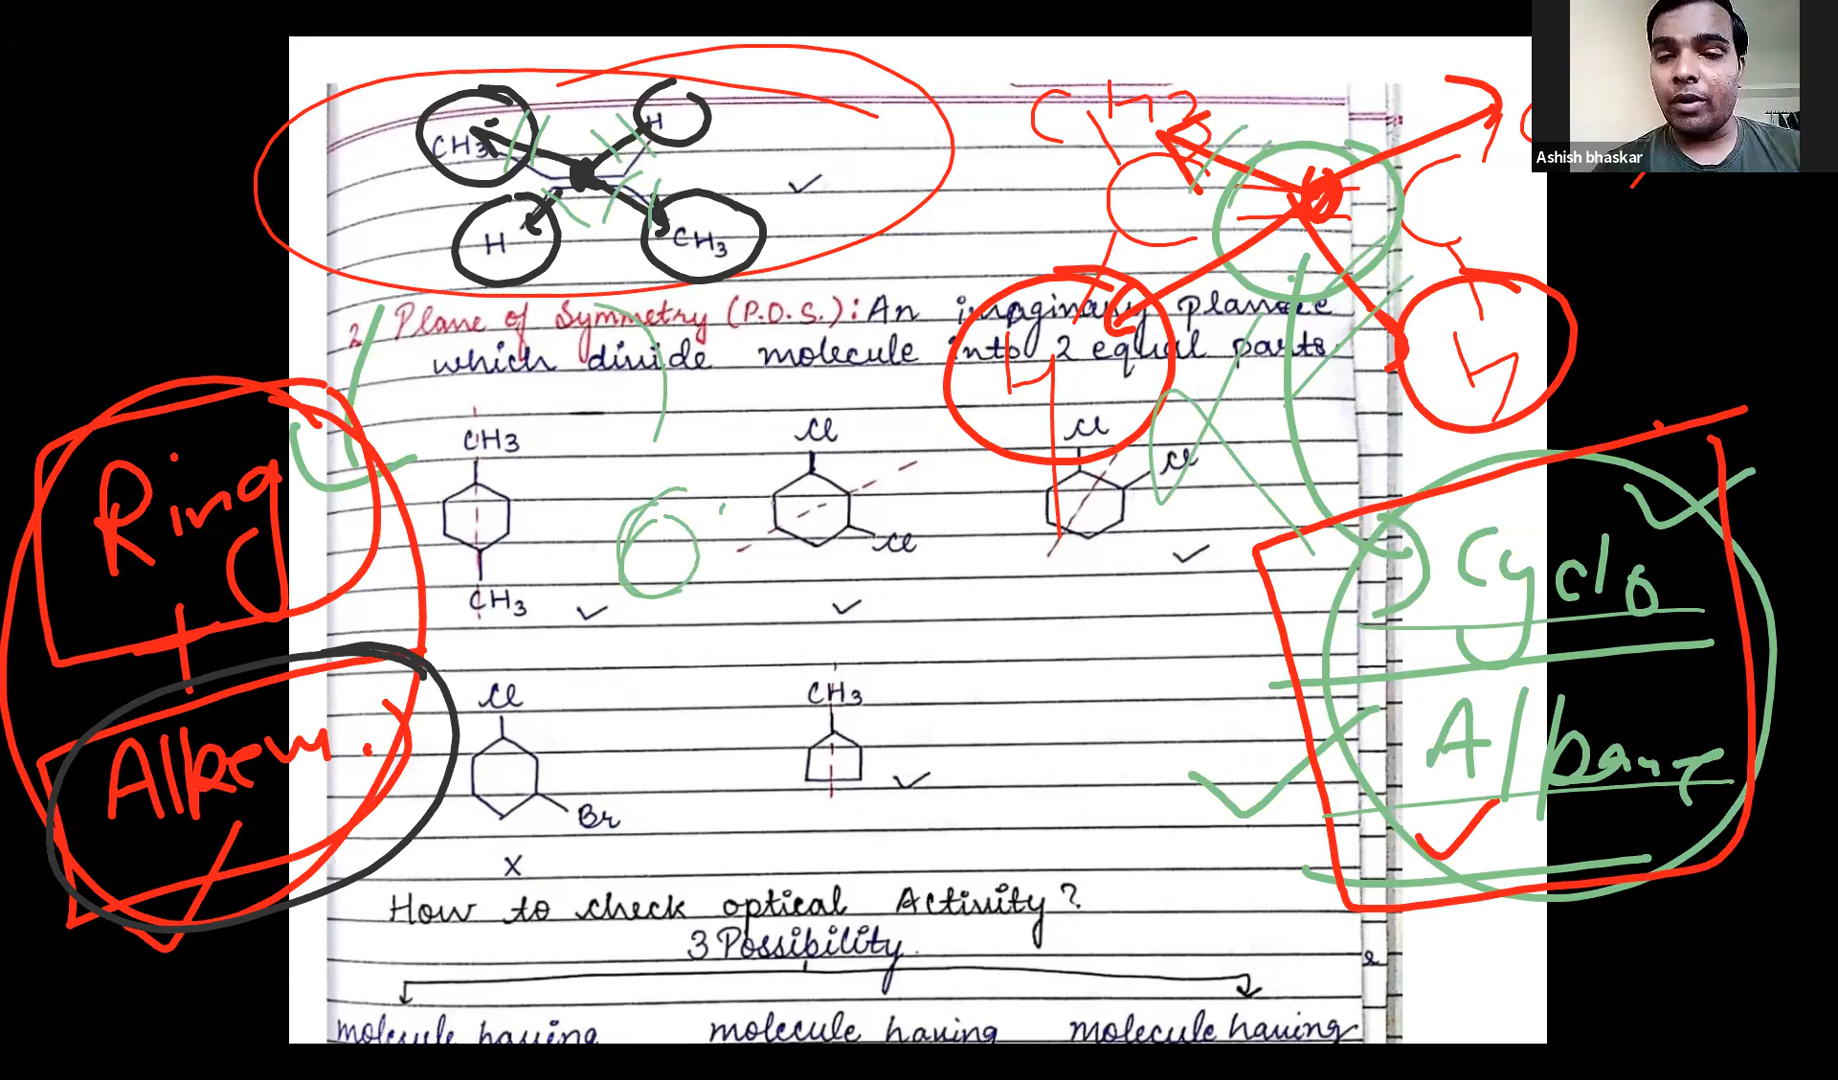 Ashish bhaskar
CH3 H
H CH3
CH3
H H
2 Plane of Symmetry (P.O.S.): An imaginary plane
which divide molecule into 2 equal parts.
CH3 Cl Cl
Cl
Cl
CH3
Ring
+
Alkene.
Cyclo
Alkane
Cl CH3
Br
X
How to check optical Activity?
3 Possibility.
molecule having molecule having molecule having